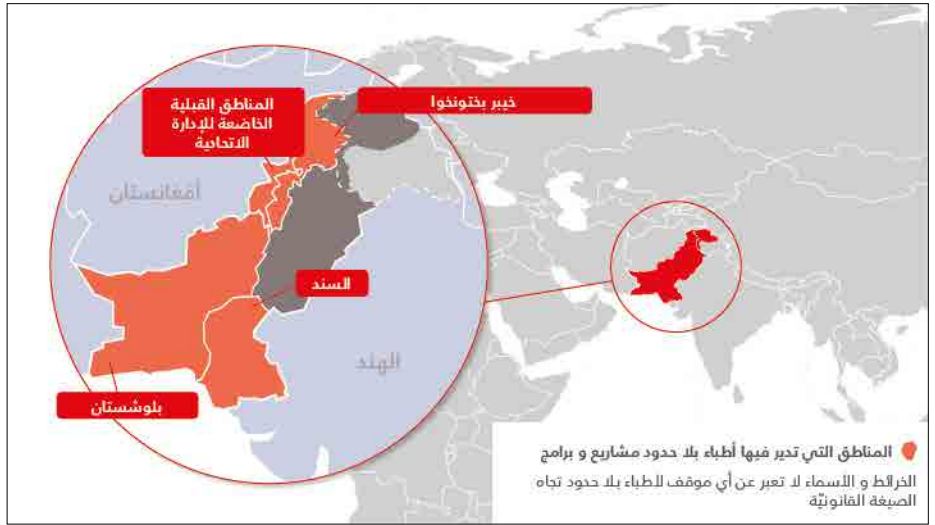 خيبر بختونخوا
المناطق القبلية
الخاضعة للإدارة
الاتحادية
أفغانستان
السند
الهند
بلوشستان
المناطق التي تدير فيها أطباء بلا حدود مشاريع و برامج
الخرائط و الأسماء لا تعبر عن أي موقف لأطباء بلا حدود تجاه
الصيغة القانونيّة